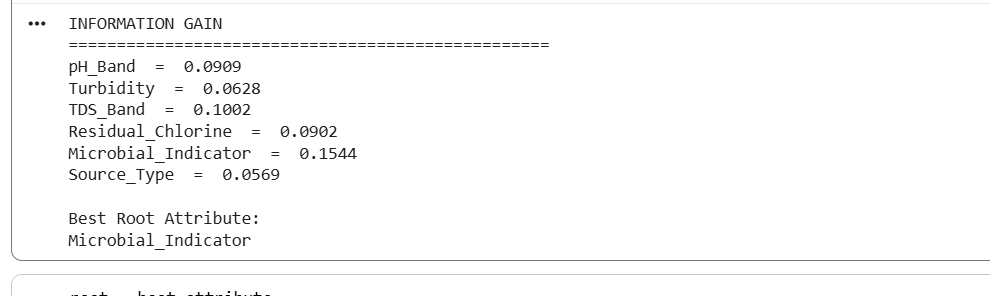 INFORMATION GAIN
==================================================
pH_Band  =  0.0909
Turbidity  =  0.0628
TDS_Band  =  0.1002
Residual_Chlorine  =  0.0902
Microbial_Indicator  =  0.1544
Source_Type  =  0.0569
Best Root Attribute:
Microbial_Indicator